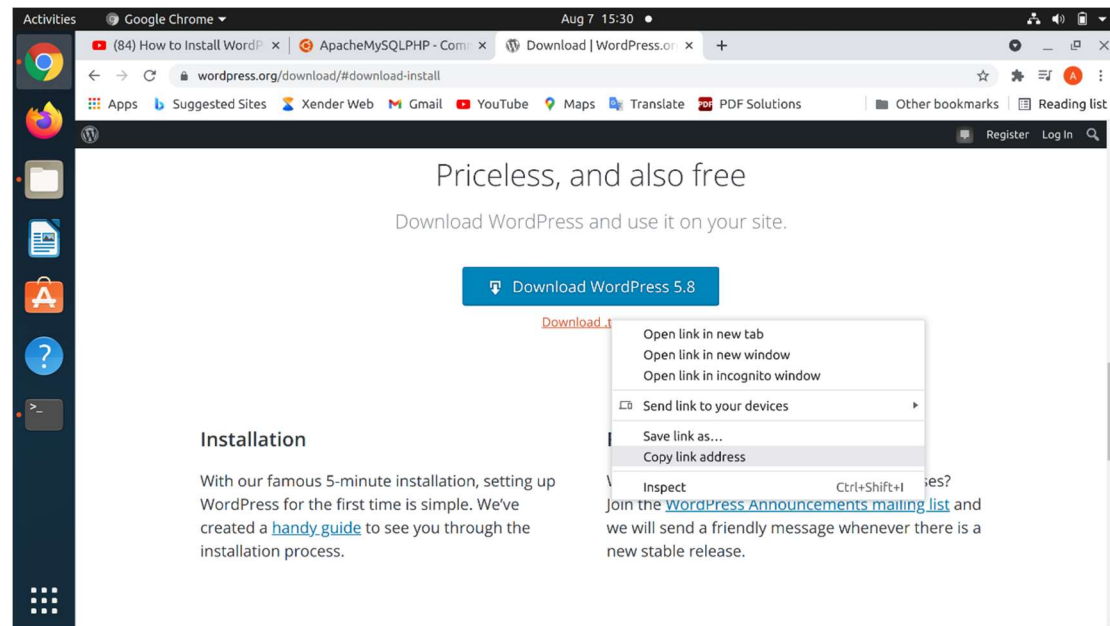 Activities Google Chrome Aug 7 15:30
(84) How to Install WordP ApacheMySQLPHP - Com Download | WordPress.or
wordpress.org/download/#download-install A
Apps Suggested Sites Xender Web Gmail YouTube Maps Translate PDF PDF Solutions Other bookmarks Reading list
Register Log In
Priceless, and also free
Download WordPress and use it on your site.
Download WordPress 5.8
Download .t
Open link in new tab
Open link in new window
Open link in incognito window
Send link to your devices
Save link as…
Copy link address
Inspect Ctrl+Shift+I
Installation
With our famous 5-minute installation, setting up
WordPress for the first time is simple. We’ve
created a handy guide to see you through the
installation process.
ses?
Join the WordPress Announcements mailing list and
we will send a friendly message whenever there is a
new stable release.